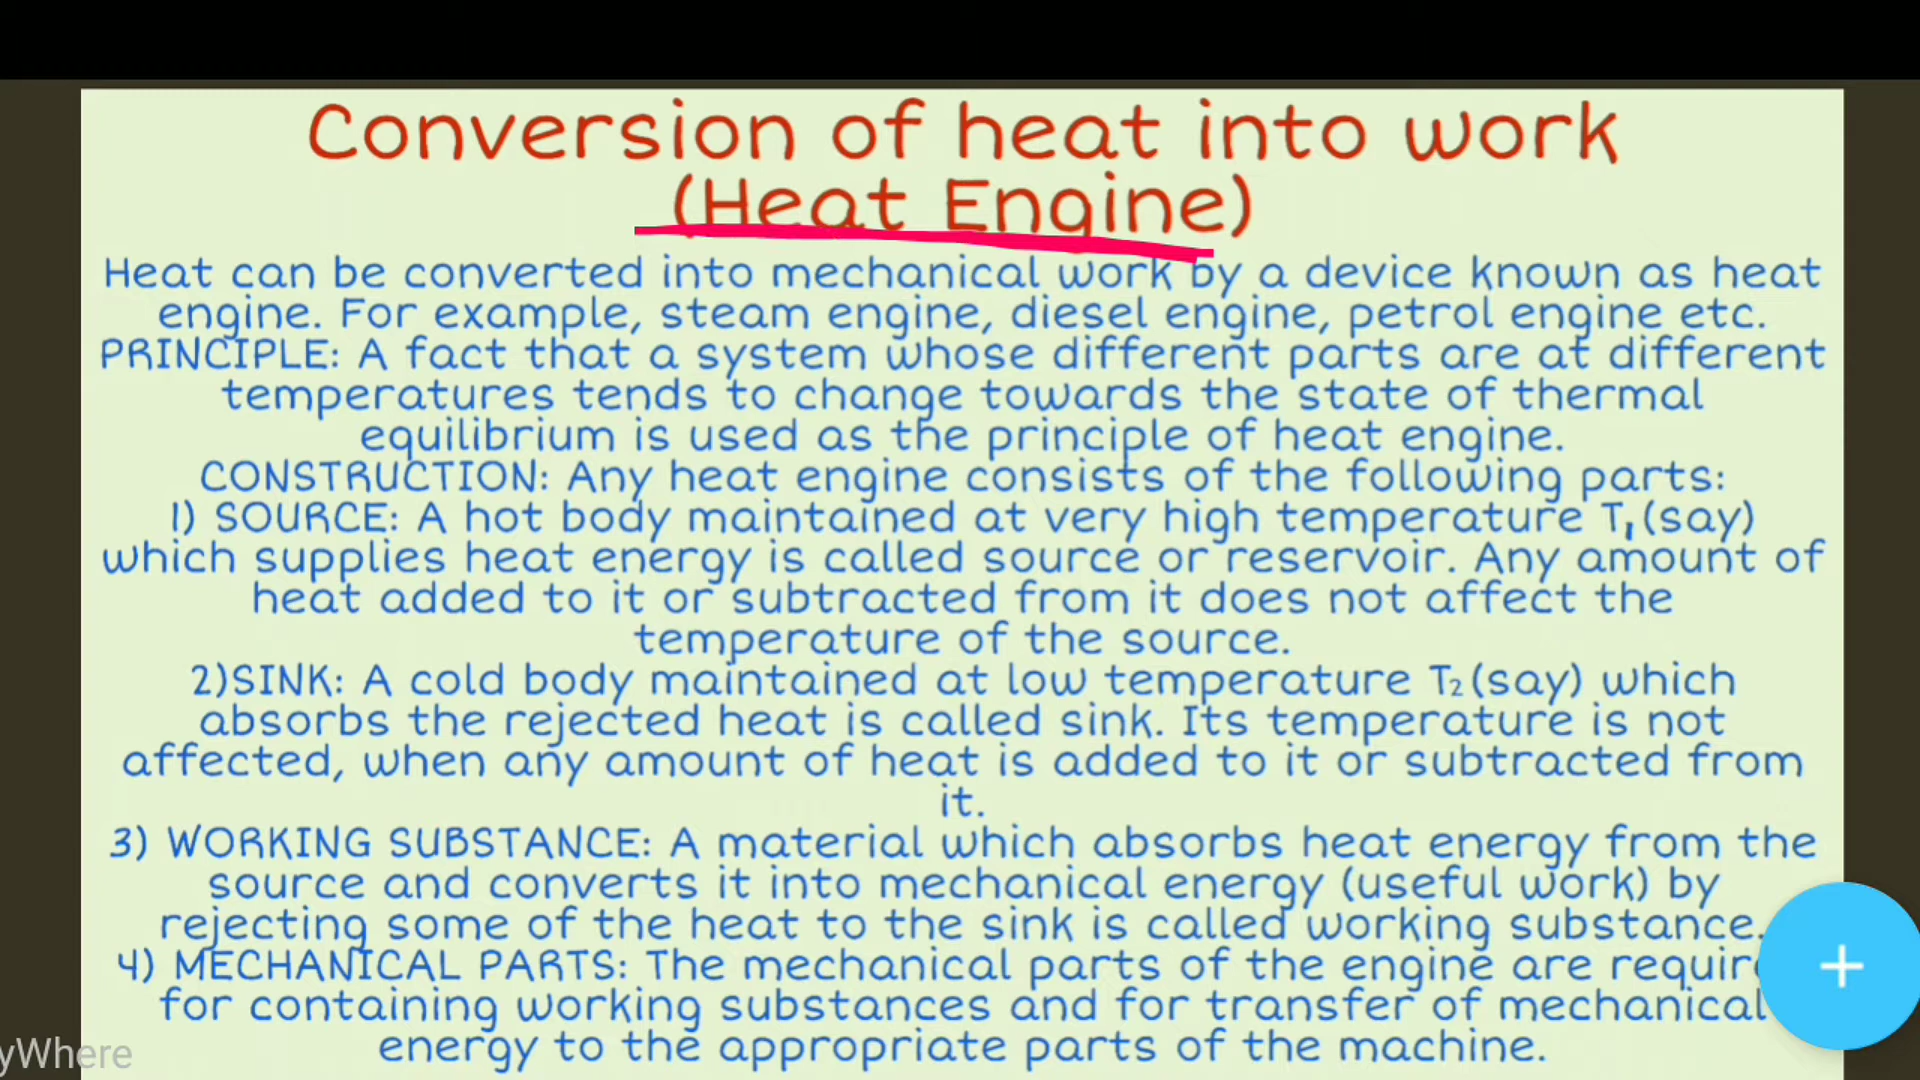 Conversion of heat into work
(Heat Engine)
Heat can be converted into mechanical work by a device known as heat
engine. For example, steam engine, diesel engine, petrol engine etc.
PRINCIPLE: A fact that a system whose different parts are at different
temperatures tends to change towards the state of thermal
equilibrium is used as the principle of heat engine.
CONSTRUCTION: Any heat engine consists of the following parts:
1) SOURCE: A hot body maintained at very high temperature T₁ (say)
which supplies heat energy is called source or reservoir. Any amount of
heat added to it or subtracted from it does not affect the
temperature of the source.
2)SINK: A cold body maintained at low temperature T₂ (say) which
absorbs the rejected heat is called sink. Its temperature is not
affected, when any amount of heat is added to it or subtracted from
it.
3) WORKING SUBSTANCE: A material which absorbs heat energy from the
source and converts it into mechanical energy (useful work) by
rejecting some of the heat to the sink is called working substance.
4) MECHANICAL PARTS: The mechanical parts of the engine are
for containing working substances and for transfer of mechanical
energy to the appropriate parts of the machine.
yWhere